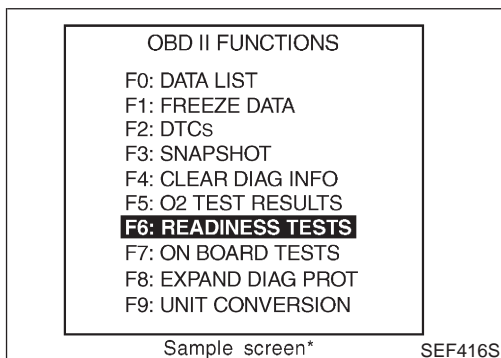 OBD II FUNCTIONS
F0: DATA LIST
F1: FREEZE DATA
F2: DTCs
F3: SNAPSHOT
F4: CLEAR DIAG INFO
F5: O2 TEST RESULTS
F6: READINESS TESTS
F7: ON BOARD TESTS
F8: EXPAND DIAG PROT
F9: UNIT CONVERSION
Sample screen*
SEF416S